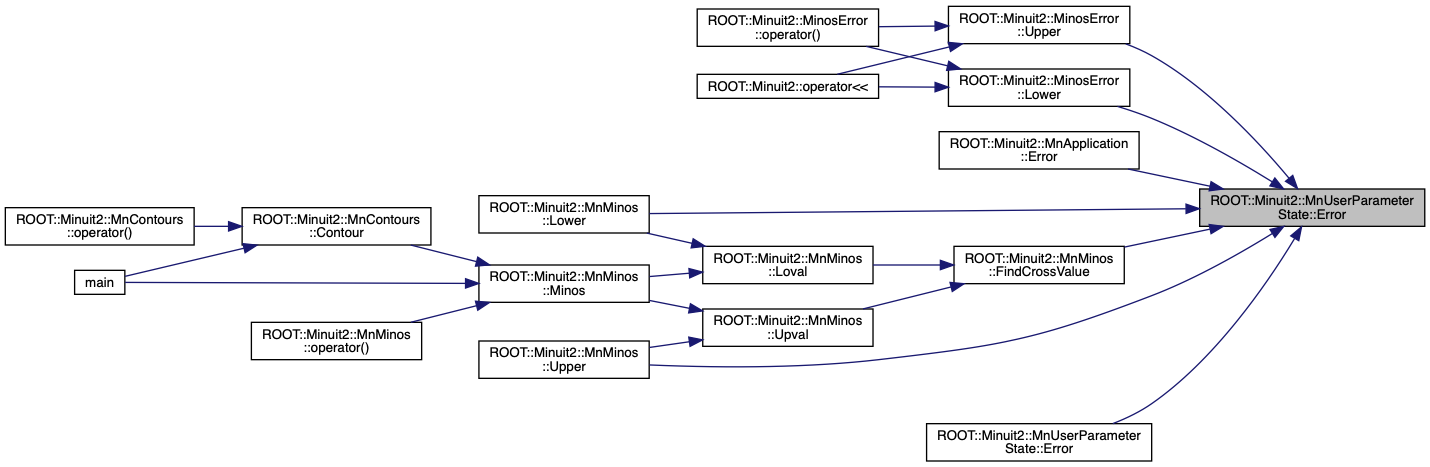 ROOT::Minuit2::MinosError
::operator()
ROOT::Minuit2::MinosError
::Upper
ROOT::Minuit2::operator<<
ROOT::Minuit2::MinosError
::Lower
ROOT::Minuit2::MnApplication
::Error
ROOT::Minuit2::MnUserParameter
State::Error
ROOT::Minuit2::MnContours
::operator()
ROOT::Minuit2::MnContours
::Contour
ROOT::Minuit2::MnMinos
::Lower
ROOT::Minuit2::MnMinos
::Loval
ROOT::Minuit2::MnMinos
::FindCrossValue
main
ROOT::Minuit2::MnMinos
::Minos
ROOT::Minuit2::MnMinos
::operator()
ROOT::Minuit2::MnMinos
::Upval
ROOT::Minuit2::MnMinos
::Upper
ROOT::Minuit2::MnUserParameter
State::Error